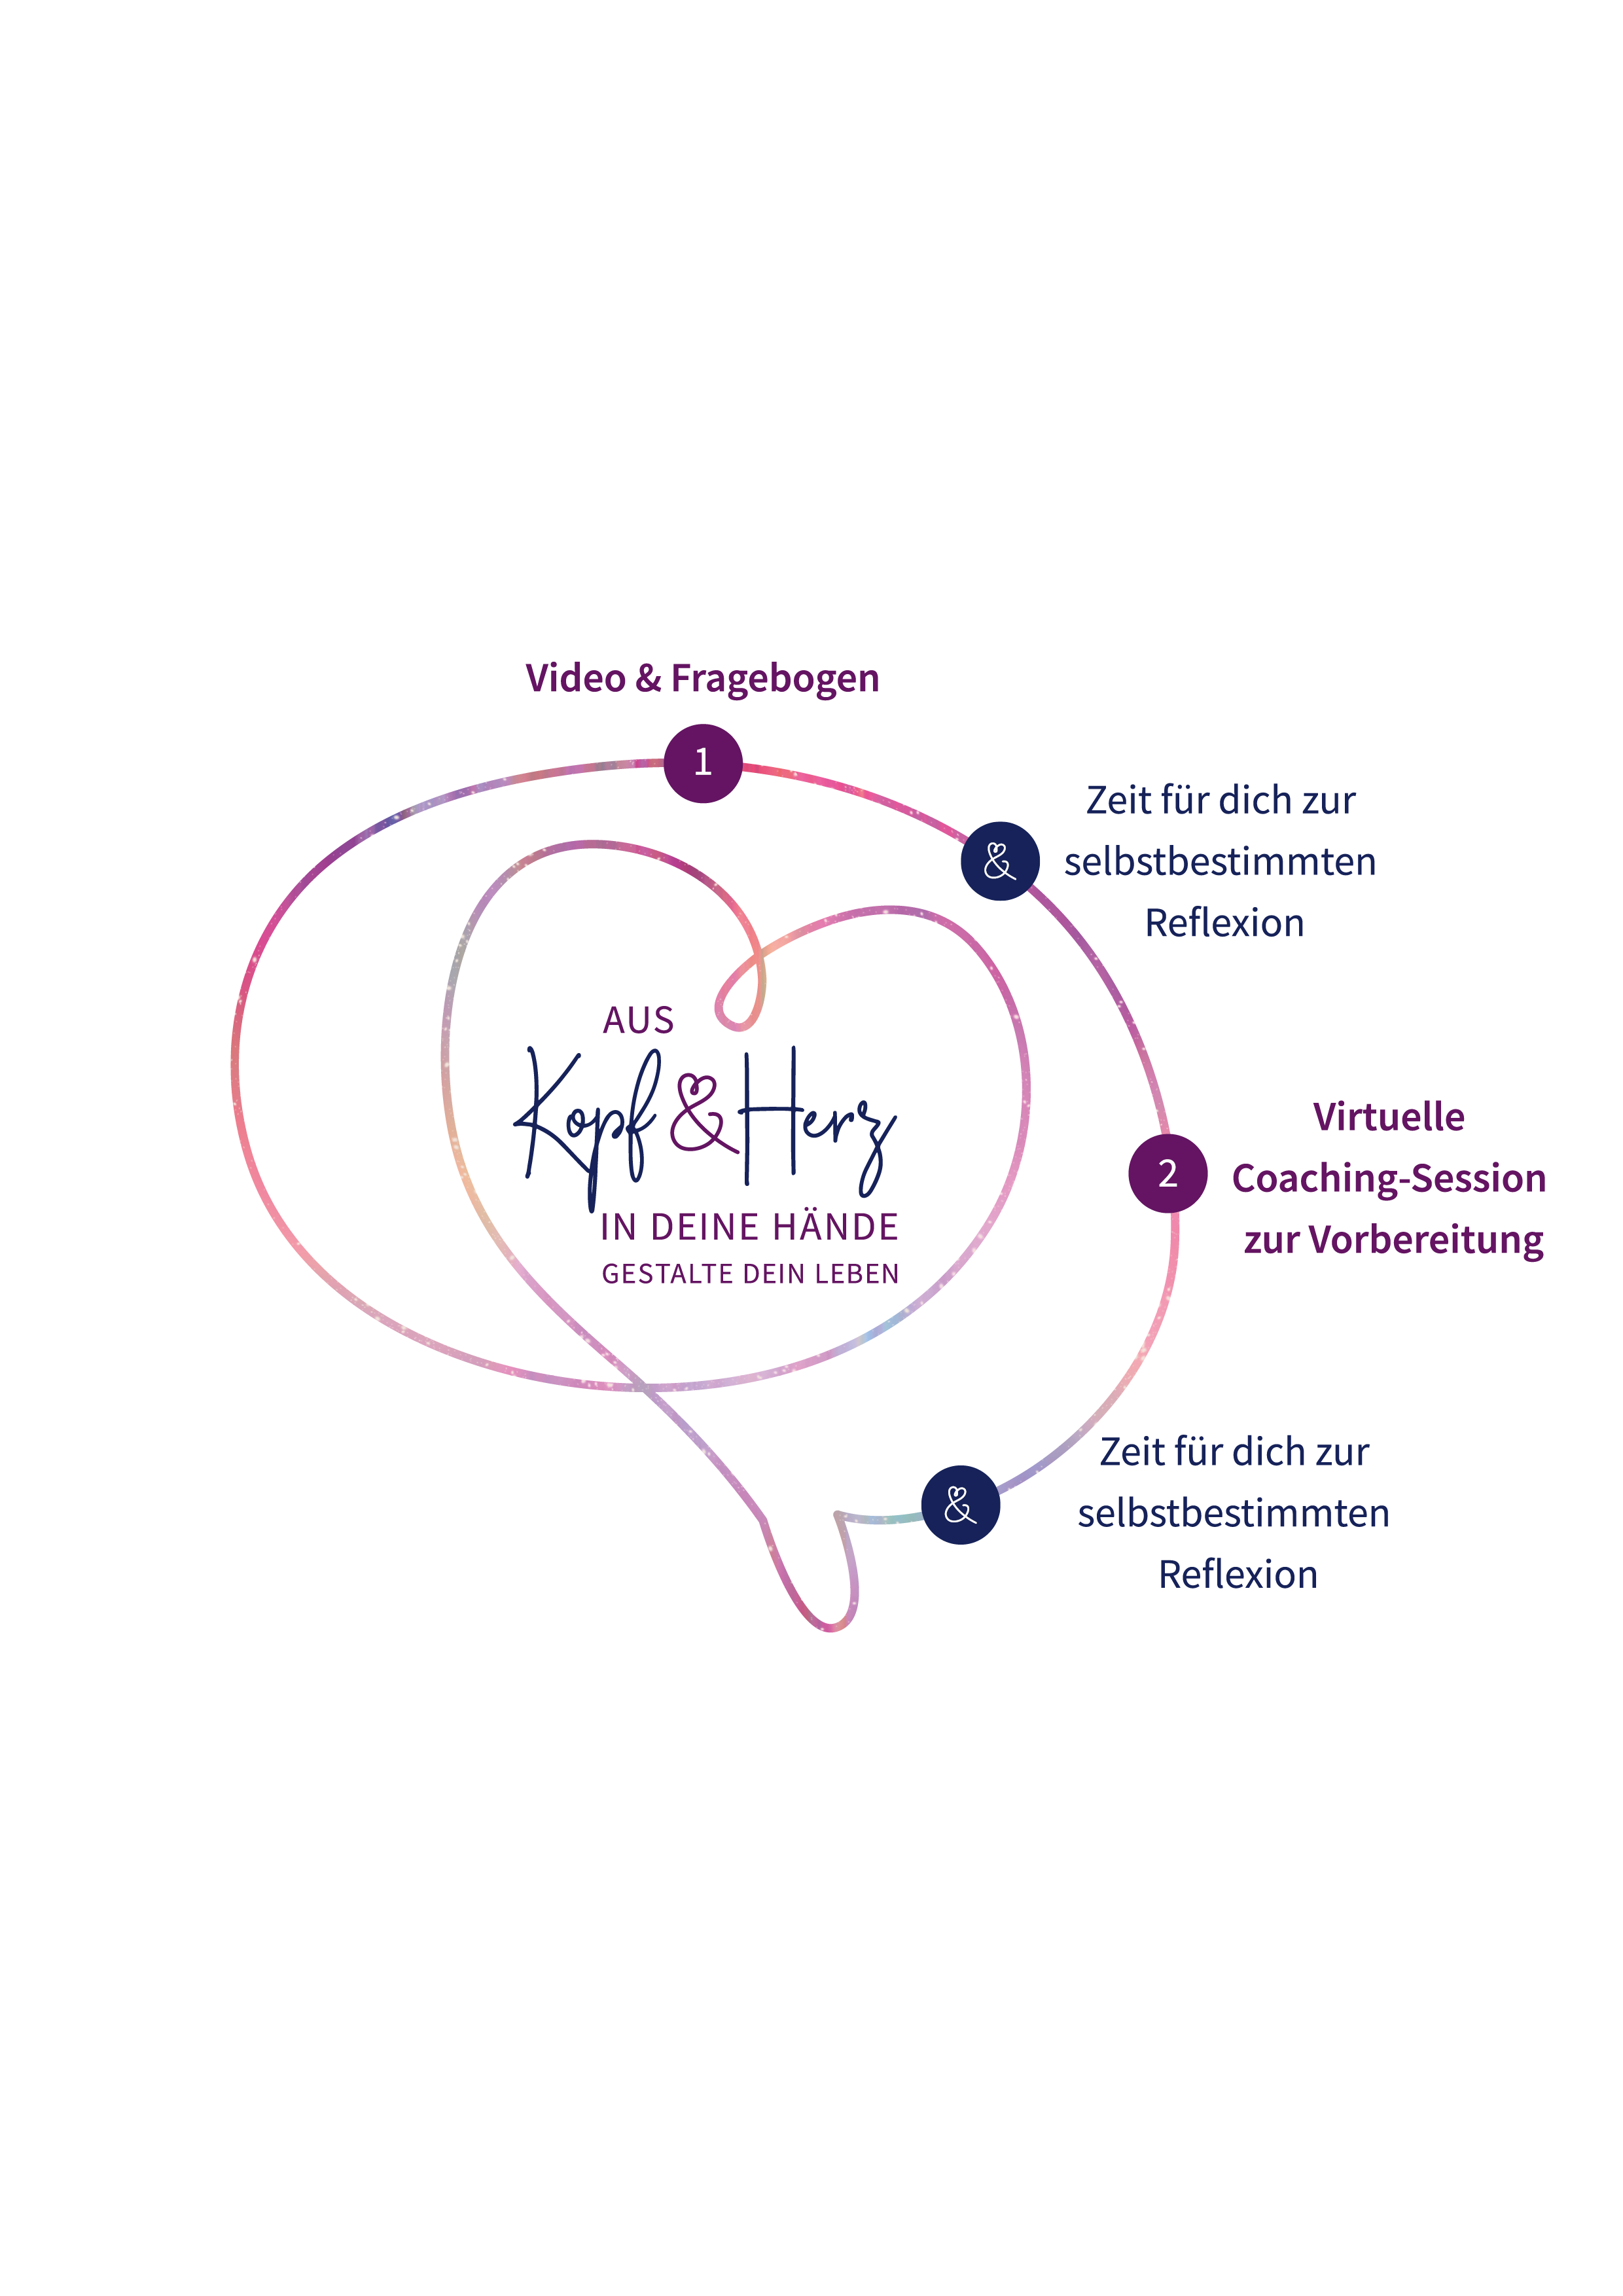 Video & Fragebogen
1
&
Zeit für dich zur
selbstbestimmten
Reflexion
AUS
Kopf & Herz
IN DEINE HÄNDE
GESTALTE DEIN LEBEN
2
Virtuelle
Coaching-Session
zur Vorbereitung
&
Zeit für dich zur
selbstbestimmten
Reflexion